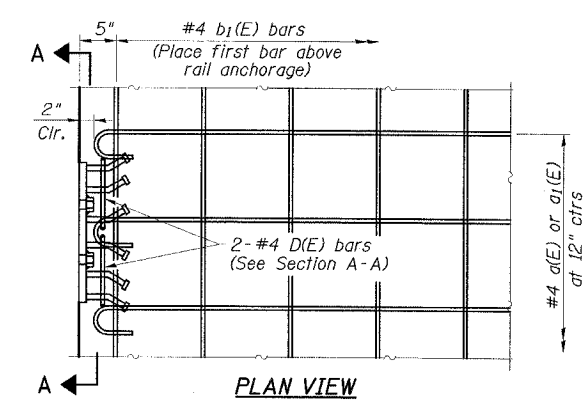 5"
#4 b1(E) bars
(Place first bar above
rail anchorage)
A
2"
Clr.
2-#4 D(E) bars
(See Section A-A)
#4 a(E) or a1(E)
at 12" ctrs
A
PLAN VIEW